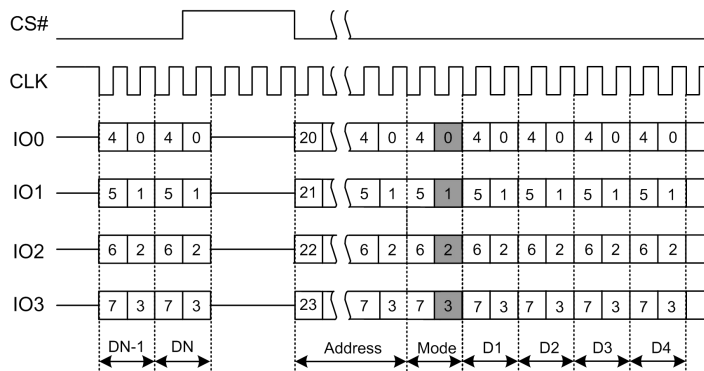 CS#
CLK
IO0 4 0 4 0 20 4 0 4 0 4 0 4 0 4 0 4 0
IO1 5 1 5 1 21 5 1 5 1 5 1 5 1 5 1 5 1
IO2 6 2 6 2 22 6 2 6 2 6 2 6 2 6 2 6 2
IO3 7 3 7 3 23 7 3 7 3 7 3 7 3 7 3 7 3
DN-1 DN Address Mode D1 D2 D3 D4